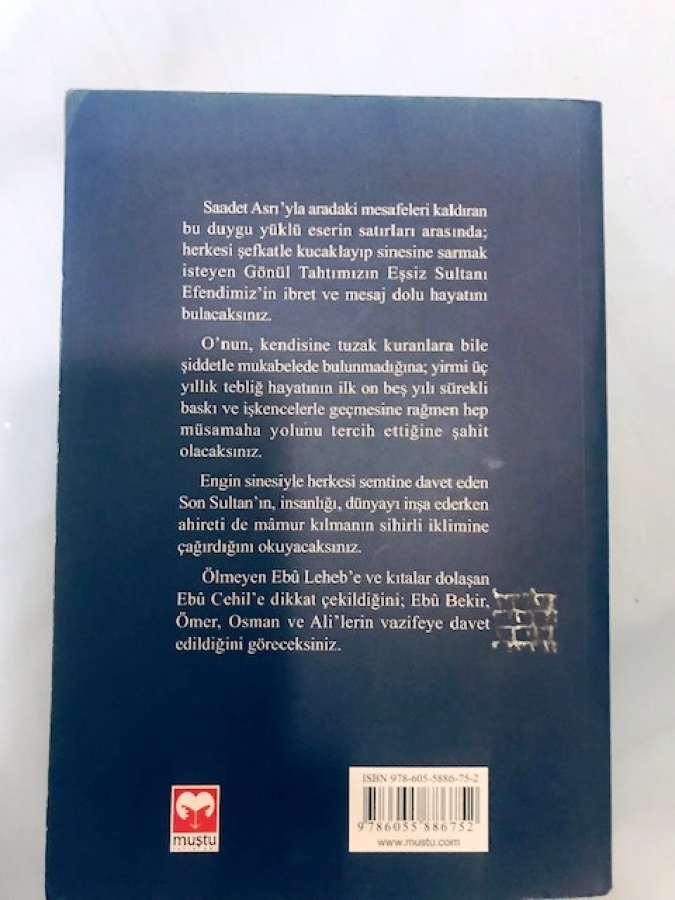 Saadet Asrı'yla aradaki mesafeleri kaldıran
bu duygu yüklü eserin satırları arasında;
herkesi şefkatle kucaklayıp sinesine sarmak
isteyen Gönül Tahtımızın Eşsiz Sultanı
Efendimiz'in ibret ve mesaj dolu hayatını
bulacaksınız.
O'nun, kendisine tuzak kuranlara bile
şiddetle mukabelede bulunmadığına; yirmi üç
yıllık tebliğ hayatının ilk on beş yılı sürekli
baskı ve işkencelerle geçmesine rağmen hep
müsamaha yolunu tercih ettiğine şahit
olacaksınız.
Engin sinesiyle herkesi semtine davet eden
Son Sultan'ın, insanlığı, dünyayı inşa ederken
ahireti de mâmur kılmanın sihirli iklimine
çağırdığını okuyacaksınız.
Ölmeyen Ebû Leheb'e ve kıtalar dolaşan
Ebû Cehil'e dikkat çekildiğini; Ebû Bekir,
Ömer, Osman ve Ali'lerin vazifeye davet
edildiğini göreceksiniz.
muştu
ISBN 978-605-5886-75-2
9786055886752
www.mustu.com